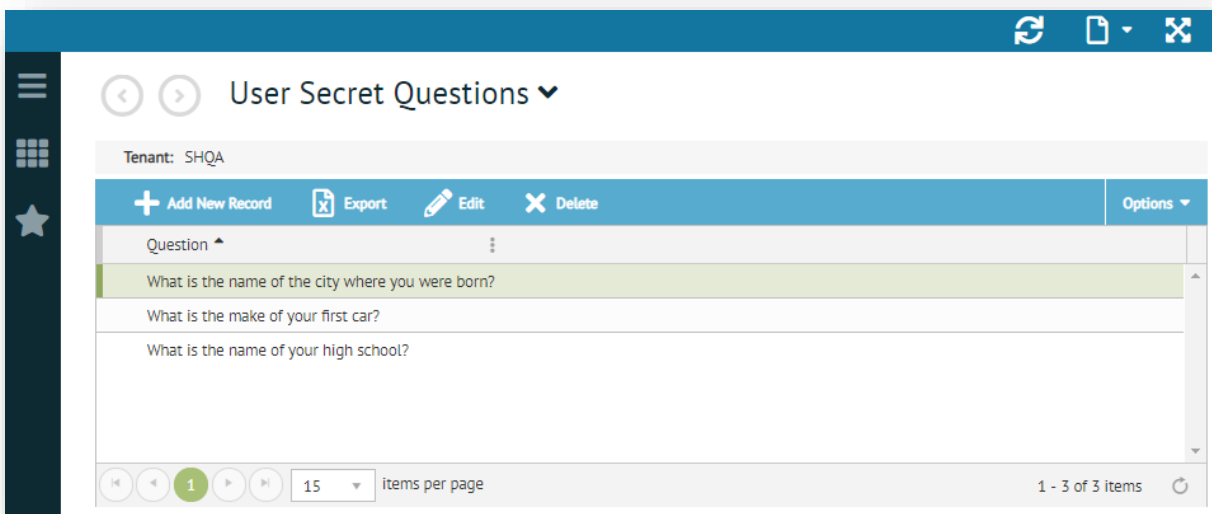 User Secret Questions
Tenant: SHQA
Add New Record Export Edit Delete Options
Question
What is the name of the city where you were born?
What is the make of your first car?
What is the name of your high school?
1 15 items per page 1 - 3 of 3 items